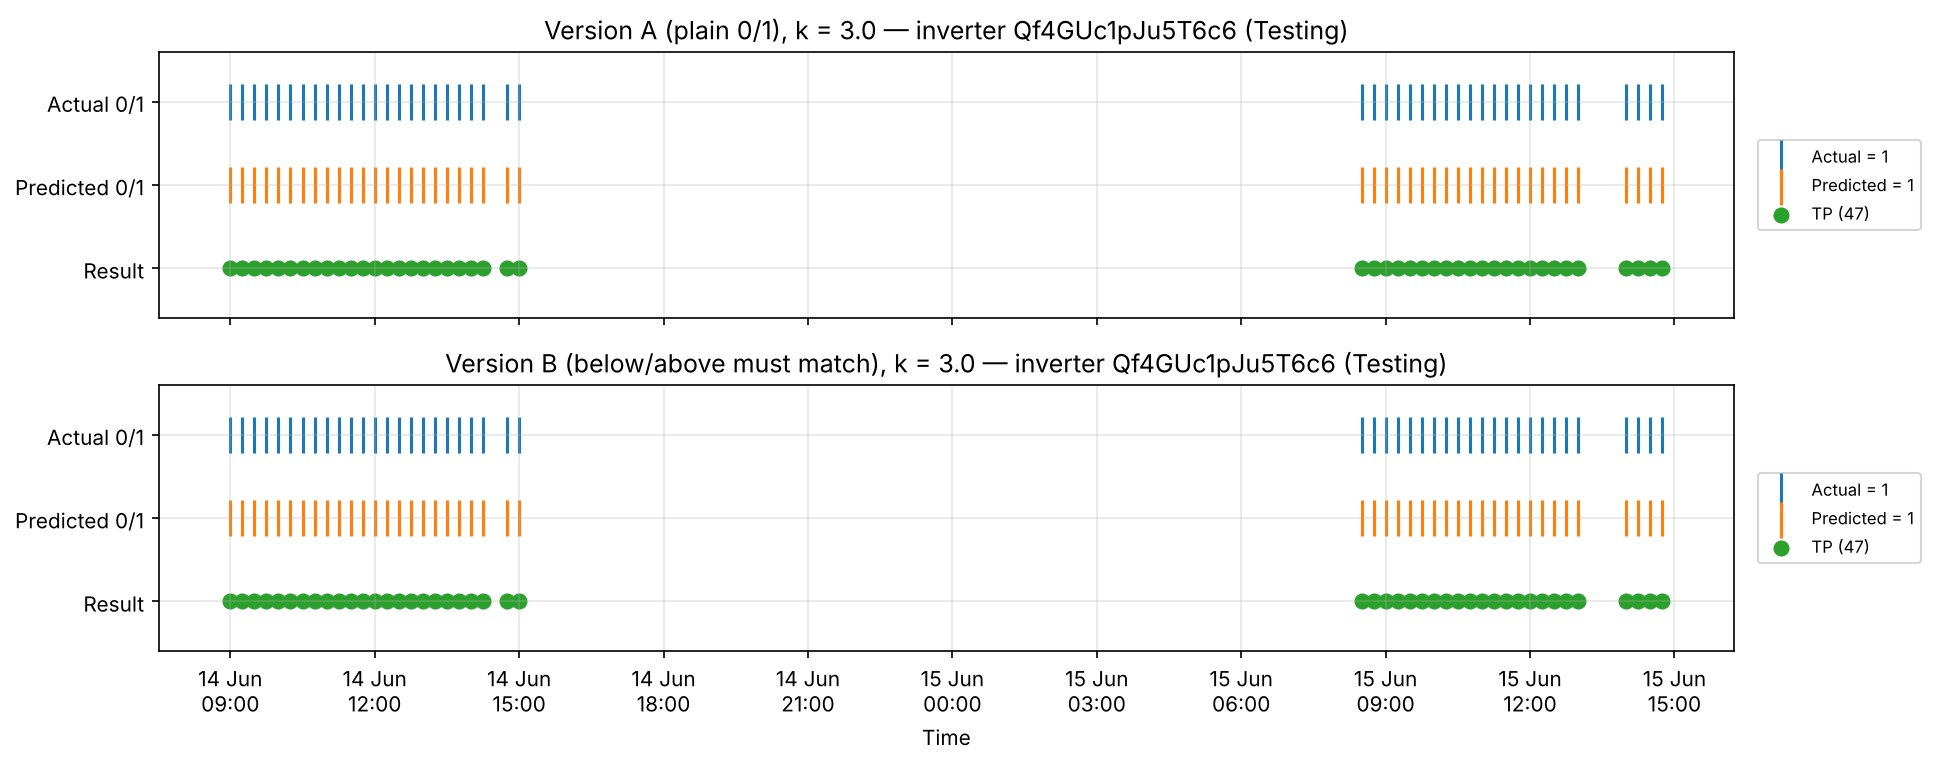 Version A (plain 0/1), k = 3.0 — inverter Qf4GUc1pJu5T6c6 (Testing)
Actual 0/1
Predicted 0/1
Result
Actual = 1
Predicted = 1
TP (47)
Version B (below/above must match), k = 3.0 — inverter Qf4GUc1pJu5T6c6 (Testing)
Actual 0/1
Predicted 0/1
Result
Actual = 1
Predicted = 1
TP (47)
14 Jun 14 Jun 14 Jun 14 Jun 14 Jun 15 Jun 15 Jun 15 Jun 15 Jun 15 Jun 15 Jun
09:00 12:00 15:00 18:00 21:00 00:00 03:00 06:00 09:00 12:00 15:00
Time